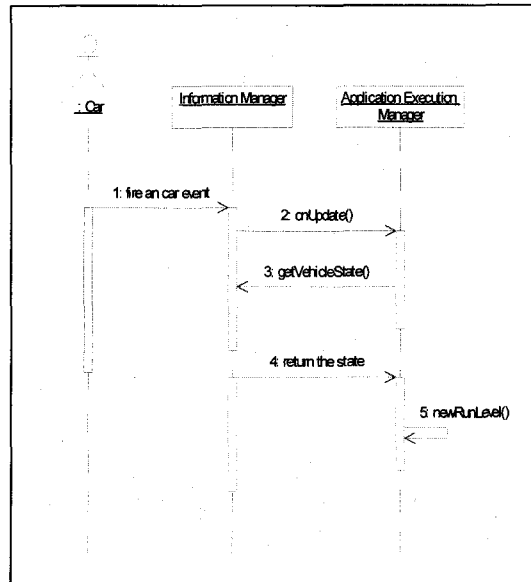 : Car
Information Manager
Application Execution
Manager
1: fire an car event
2: onUpdate()
3: getVehicleState()
4: return the state
5: newRunLevel()